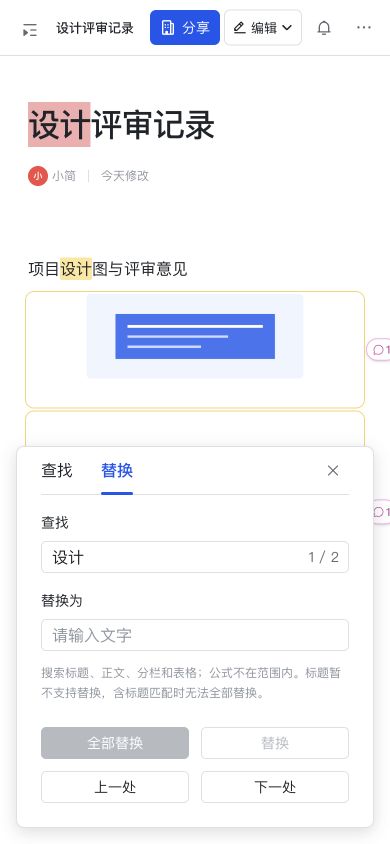 设计评审记录
分享
编辑
设计评审记录
小
小简
今天修改
项目设计图与评审意见
1
1
查找
替换
查找
设计
1 / 2
替换为
请输入文字
搜索标题、正文、分栏和表格；公式不在范围内。标题暂
不支持替换，含标题匹配时无法全部替换。
全部替换
替换
上一处
下一处